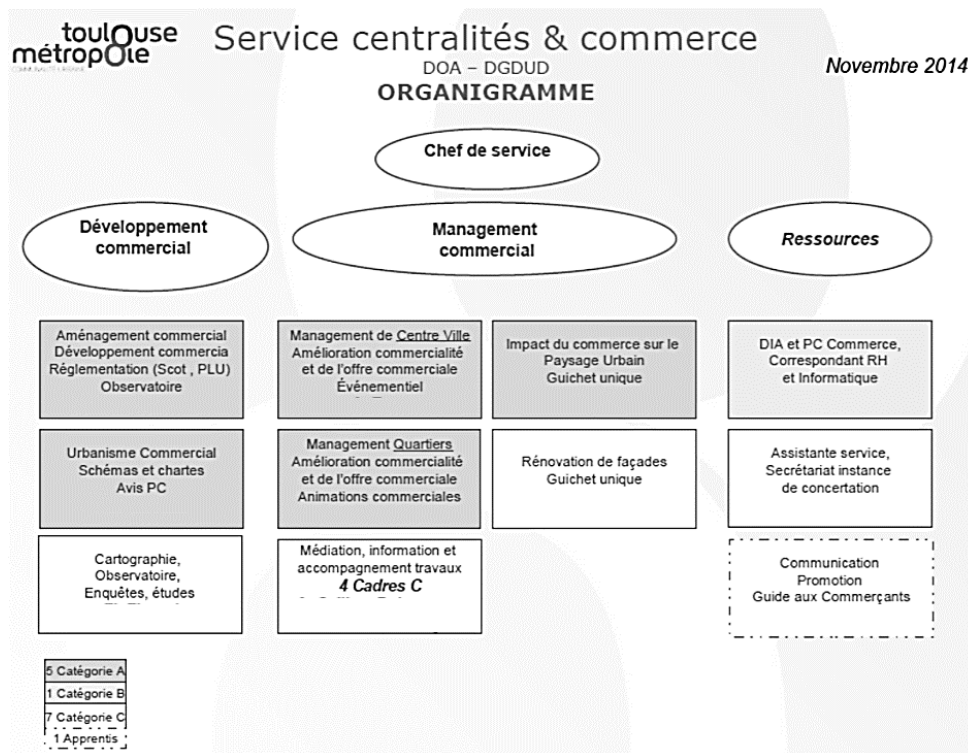 toulouse
métropole
COMMUNAUTÉ URBAINE
Service centralités & commerce
DOA – DGDUD
ORGANIGRAMME
Novembre 2014
Chef de service
Développement
commercial
Management
commercial
Ressources
Aménagement commercial
Développement commercia
Réglementation (Scot , PLU)
Observatoire
Management de Centre Ville
Amélioration commercialité
et de l'offre commerciale
Événementiel
Impact du commerce sur le
Paysage Urbain
Guichet unique
DIA et PC Commerce,
Correspondant RH
et Informatique
Urbanisme Commercial
Schémas et chartes
Avis PC
Management Quartiers
Amélioration commercialité
et de l'offre commerciale
Animations commerciales
Rénovation de façades
Guichet unique
Assistante service,
Secrétariat instance
de concertation
Cartographie,
Observatoire,
Enquêtes, études
Médiation, information et
accompagnement travaux
4 Cadres C
Communication
Promotion
Guide aux Commerçants
5 Catégorie A
1 Catégorie B
7 Catégorie C
1 Apprentis